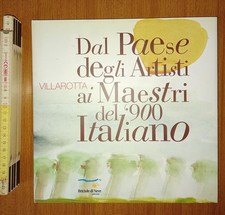 Dal Paese
degli Artisti
VILLAROTTA
ai Maestri
del '900
Italiano